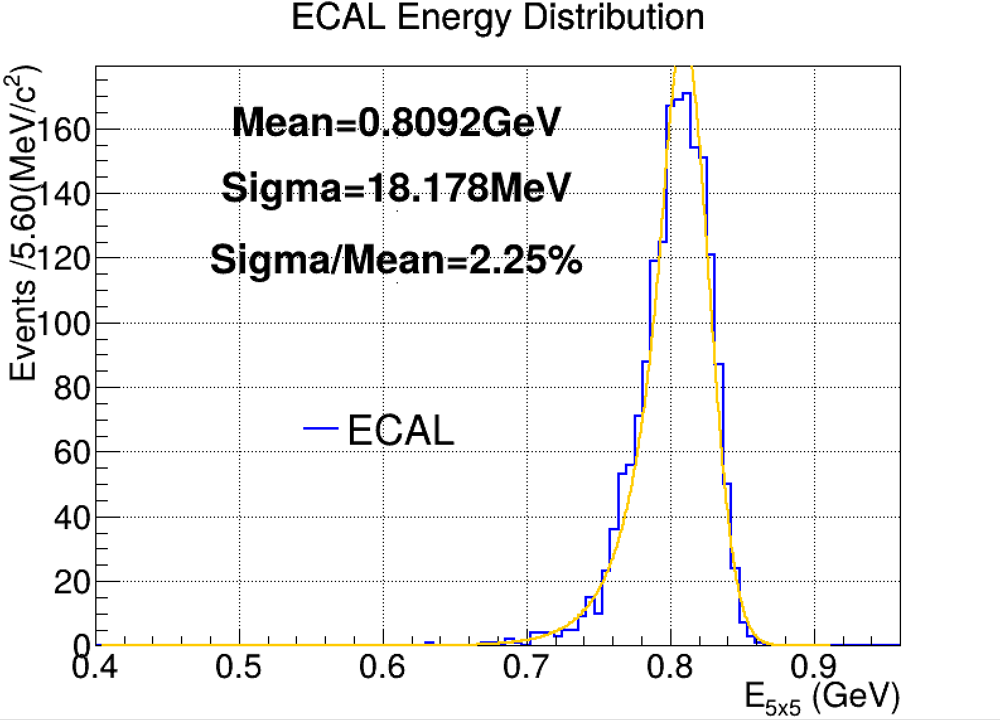 ECAL Energy Distribution
Events /5.60(MeV/c²)
Mean=0.8092GeV
Sigma=18.178MeV
Sigma/Mean=2.25%
ECAL
160
140
120
100
80
60
40
20
0
0.4 0.5 0.6 0.7 0.8 0.9
E5x5 (GeV)